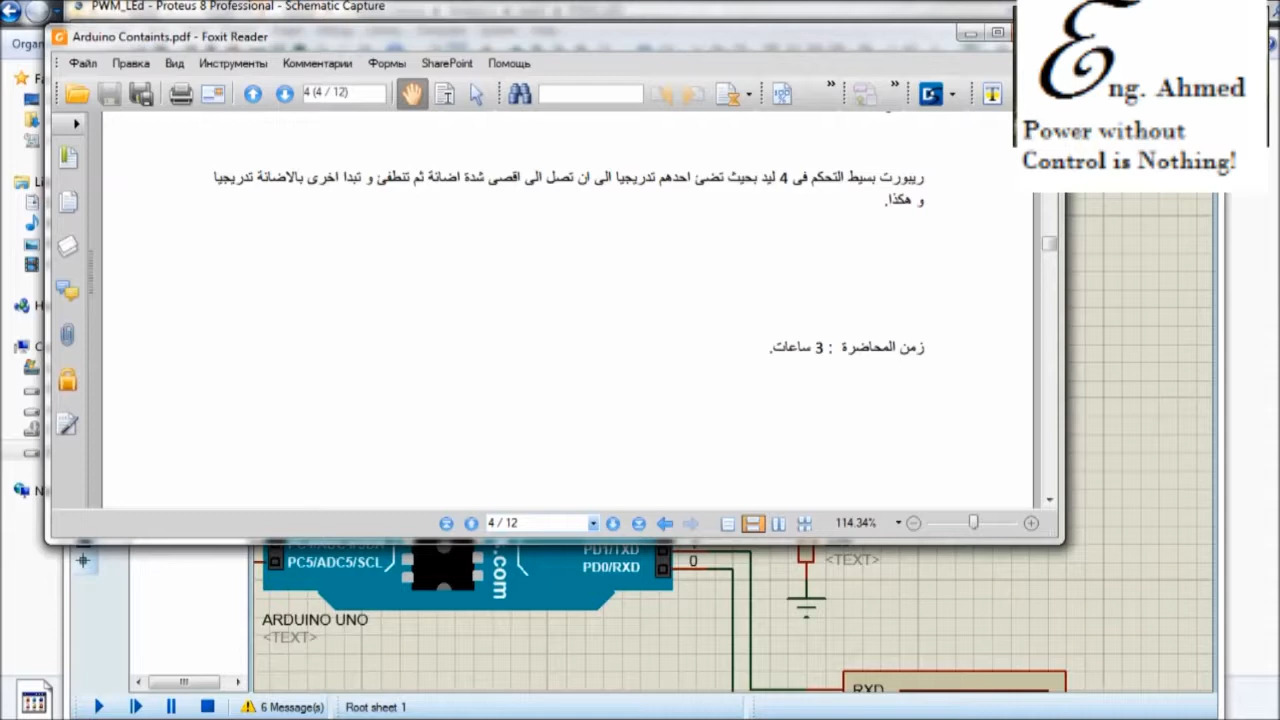 PWM_LEd - Proteus 8 Professional - Schematic Capture
Arduino Containts.pdf - Foxit Reader
Organ
Файл Правка Вид Инструменты Комментарии Формы SharePoint Помощь
4 (4 / 12)
Eng. Ahmed
Power without
Control is Nothing!
ريبورت بسيط التحكم فى 4 ليد بحيث تضئ احدهم تدريجيا الى ان تصل الى اقصى شدة اضائة ثم تنطفئ و تبدا اخرى بالاضائة تدريجيا
و هكذا.
زمن المحاضرة : 3 ساعات.
4 / 12
114.34%
PC5/ADC5/SCL
PD1/TXD
PD0/RXD
0
.com
<TEXT>
ARDUINO UNO
<TEXT>
RXD
6 Message(s)
Root sheet 1